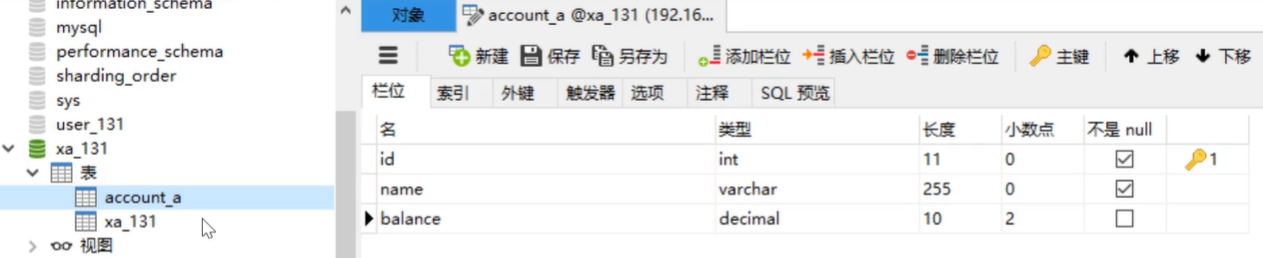 information_schema
mysql
performance_schema
sharding_order
sys
user_131
xa_131
表
account_a
xa_131
视图
对象
account_a @xa_131 (192.16...
新建 保存 另存为 添加栏位 插入栏位 删除栏位 主键 上移 下移
栏位 索引 外键 触发器 选项 注释 SQL 预览
名 类型 长度 小数点 不是 null
id int 11 0 1
name varchar 255 0
balance decimal 10 2